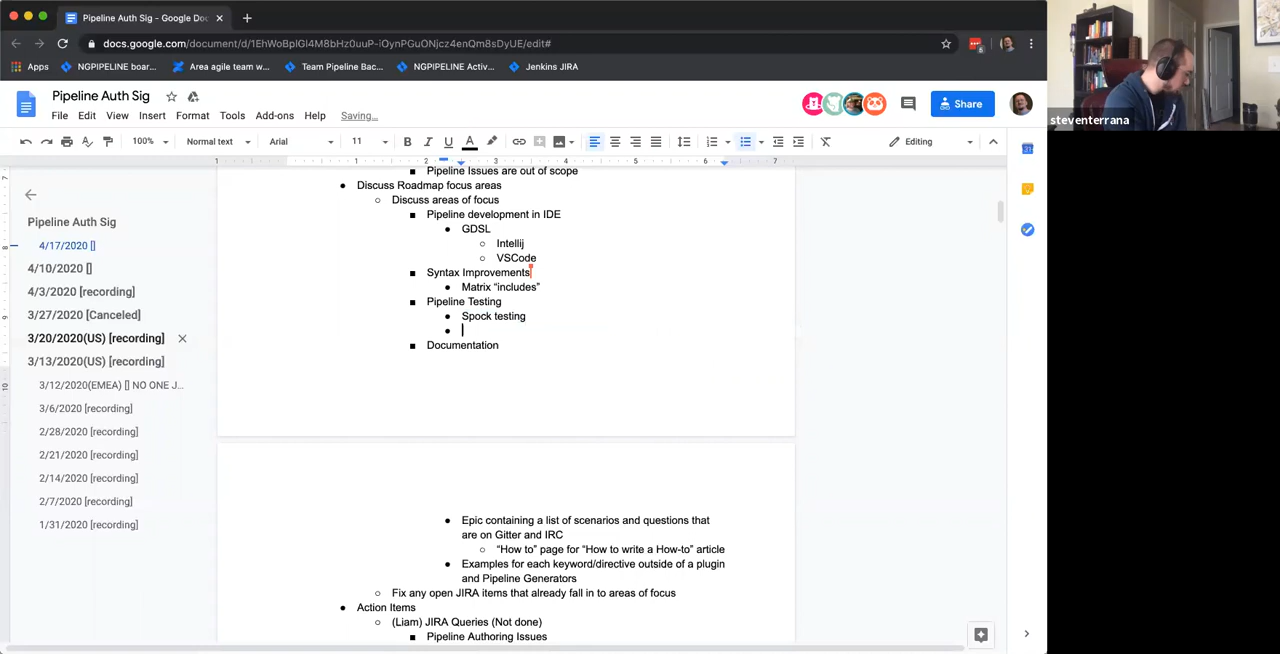 Pipeline Auth Sig - Google Doc
docs.google.com/document/d/1EhWoBplGl4M8bHz0uuP-iOynPGuONjcz4enQm8sDyUE/edit#
Apps
NGPIPELINE boar...
Area agile team w...
Team Pipeline Bac...
NGPIPELINE Activ...
Jenkins JIRA
Pipeline Auth Sig
File Edit View Insert Format Tools Add-ons Help Saving...
Share
steventerrana
100% Normal text Arial 11 Editing
1 1 2 3 4 5 6 7
Pipeline Auth Sig
4/17/2020 []
4/10/2020 []
4/3/2020 [recording]
3/27/2020 [Canceled]
3/20/2020(US) [recording]
3/13/2020(US) [recording]
3/12/2020(EMEA) [] NO ONE J...
3/6/2020 [recording]
2/28/2020 [recording]
2/21/2020 [recording]
2/14/2020 [recording]
2/7/2020 [recording]
1/31/2020 [recording]
Pipeline Issues are out of scope
Discuss Roadmap focus areas
Discuss areas of focus
Pipeline development in IDE
GDSL
Intellij
VSCode
Syntax Improvements
Matrix “includes”
Pipeline Testing
Spock testing
Documentation
Epic containing a list of scenarios and questions that
are on Gitter and IRC
“How to” page for “How to write a How-to” article
Examples for each keyword/directive outside of a plugin
and Pipeline Generators
Fix any open JIRA items that already fall in to areas of focus
Action Items
(Liam) JIRA Queries (Not done)
Pipeline Authoring Issues